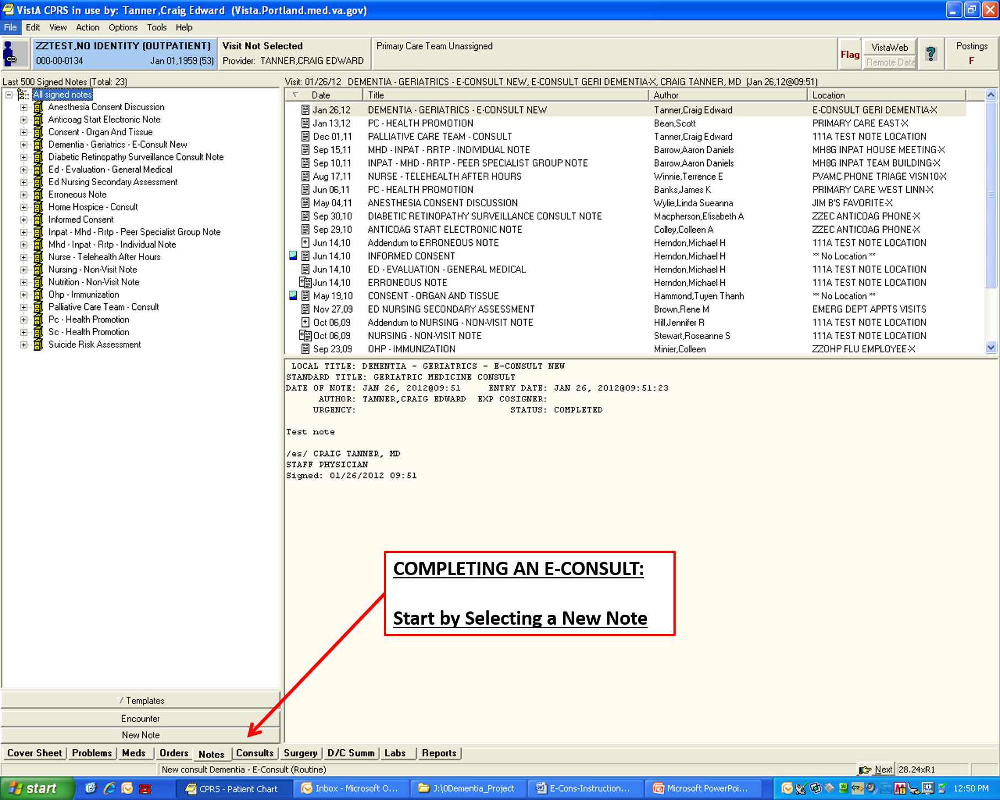 VistA CPRS in use by: Tanner,Craig Edward (Vista.Portland.med.va.gov)
File Edit View Action Options Tools Help
ZZTEST,NO IDENTITY (OUTPATIENT) Visit Not Selected Primary Care Team Unassigned Flag VistaWeb Postings
000-00-0134 Jan 01,1959 (53) Provider: TANNER,CRAIG EDWARD Remote Data ? F
Last 500 Signed Notes (Total: 23)
All signed notes
Anesthesia Consent Discussion
Anticoag Start Electronic Note
Consent - Organ And Tissue
Dementia - Geriatrics - E-Consult New
Diabetic Retinopathy Surveillance Consult Note
Ed - Evaluation - General Medical
Ed Nursing Secondary Assessment
Erroneous Note
Home Hospice - Consult
Informed Consent
Inpat - Mhd - Rrtp - Peer Specialist Group Note
Mhd - Inpat - Rrtp - Individual Note
Nurse - Telehealth After Hours
Nursing - Non-Visit Note
Nutrition - Non-Visit Note
Ohp - Immunization
Palliative Care Team - Consult
Pc - Health Promotion
Sc - Health Promotion
Suicide Risk Assessment
Visit: 01/26/12 DEMENTIA - GERIATRICS - E-CONSULT NEW, E-CONSULT GERI DEMENTIA-X, CRAIG TANNER, MD (Jan 26,12@09:51)
Date Title Author Location
Jan 26,12 DEMENTIA - GERIATRICS - E-CONSULT NEW Tanner,Craig Edward E-CONSULT GERI DEMENTIA-X
Jan 13,12 PC - HEALTH PROMOTION Bean,Scott PRIMARY CARE EAST-X
Dec 01,11 PALLIATIVE CARE TEAM - CONSULT Tanner,Craig Edward 111A TEST NOTE LOCATION
Sep 15,11 MHD - INPAT - RRTP - INDIVIDUAL NOTE Barrow,Aaron Daniels MH8G INPAT HOUSE MEETING-X
Sep 10,11 INPAT - MHD - RRTP - PEER SPECIALIST GROUP NOTE Barrow,Aaron Daniels MH8G INPAT TEAM BUILDING-X
Aug 17,11 NURSE - TELEHEALTH AFTER HOURS Winnie,Terrence E PVAMC PHONE TRIAGE VISN10-X
Jun 06,11 PC - HEALTH PROMOTION Banks,James K PRIMARY CARE WEST LINN-X
May 04,11 ANESTHESIA CONSENT DISCUSSION Wylie,Linda Sueanna JIM B'S FAVORITE-X
Sep 30,10 DIABETIC RETINOPATHY SURVEILLANCE CONSULT NOTE Macpherson,Elisabeth A ZZEC ANTICOAG PHONE-X
Sep 29,10 ANTICOAG START ELECTRONIC NOTE Colley,Colleen A ZZEC ANTICOAG PHONE-X
Jun 14,10 Addendum to ERRONEOUS NOTE Herndon,Michael H 111A TEST NOTE LOCATION
Jun 14,10 INFORMED CONSENT Herndon,Michael H ** No Location **
Jun 14,10 ED - EVALUATION - GENERAL MEDICAL Herndon,Michael H 111A TEST NOTE LOCATION
Jun 14,10 ERRONEOUS NOTE Herndon,Michael H 111A TEST NOTE LOCATION
May 19,10 CONSENT - ORGAN AND TISSUE Hammond,Tuyen Thanh ** No Location **
Nov 27,09 ED NURSING SECONDARY ASSESSMENT Brown,Rene M EMERG DEPT APPTS VISITS
Oct 06,09 Addendum to NURSING - NON-VISIT NOTE Hill,Jennifer R 111A TEST NOTE LOCATION
Oct 06,09 NURSING - NON-VISIT NOTE Stewart,Roseanne S 111A TEST NOTE LOCATION
Sep 23,09 OHP - IMMUNIZATION Minier,Colleen ZZOHP FLU EMPLOYEE-X
LOCAL TITLE: DEMENTIA - GERIATRICS - E-CONSULT NEW
STANDARD TITLE: GERIATRIC MEDICINE CONSULT
DATE OF NOTE: JAN 26, 2012@09:51 ENTRY DATE: JAN 26, 2012@09:51:23
AUTHOR: TANNER,CRAIG EDWARD EXP COSIGNER:
URGENCY: STATUS: COMPLETED
Test note
/es/ CRAIG TANNER, MD
STAFF PHYSICIAN
Signed: 01/26/2012 09:51
COMPLETING AN E-CONSULT:
Start by Selecting a New Note
Templates
Encounter
New Note
Cover Sheet Problems Meds Orders Notes Consults Surgery D/C Summ Labs Reports
New consult Dementia - E-Consult (Routine) Next 28.24xR1
start CPRS - Patient Chart Inbox - Microsoft O... J:\0Dementia_Project E-Cons-Instruction... Microsoft PowerPoi... 12:50 PM